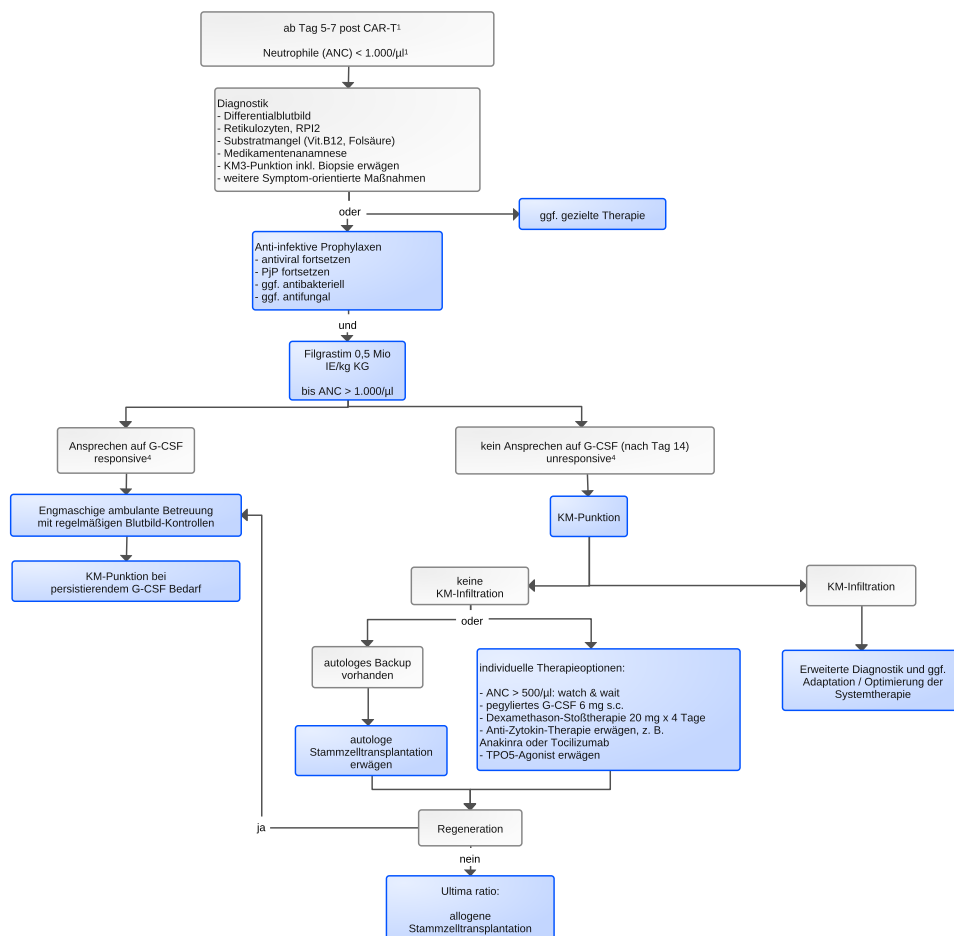 ab Tag 5-7 post CAR-T¹
Neutrophile (ANC) < 1.000/µl¹
Diagnostik
- Differentialblutbild
- Retikulozyten, RPI2
- Substratmangel (Vit.B12, Folsäure)
- Medikamentenanamnese
- KM3-Punktion inkl. Biopsie erwägen
- weitere Symptom-orientierte Maßnahmen
oder
ggf. gezielte Therapie
Anti-infektive Prophylaxen
- antiviral fortsetzen
- PjP fortsetzen
- ggf. antibakteriell
- ggf. antifungal
und
Filgrastim 0,5 Mio
IE/kg KG
bis ANC > 1.000/µl
Ansprechen auf G-CSF
responsive⁴
kein Ansprechen auf G-CSF (nach Tag 14)
unresponsive⁴
Engmaschige ambulante Betreuung
mit regelmäßigen Blutbild-Kontrollen
KM-Punktion
KM-Punktion bei
persistierendem G-CSF Bedarf
keine
KM-Infiltration
KM-Infiltration
oder
autologes Backup
vorhanden
individuelle Therapieoptionen:
- ANC > 500/µl: watch & wait
- pegyliertes G-CSF 6 mg s.c.
- Dexamethason-Stoßtherapie 20 mg x 4 Tage
- Anti-Zytokin-Therapie erwägen, z. B.
Anakinra oder Tocilizumab
- TPO5-Agonist erwägen
Erweiterte Diagnostik und ggf.
Adaptation / Optimierung der
Systemtherapie
autologe
Stammzelltransplantation
erwägen
ja
Regeneration
nein
Ultima ratio:
allogene
Stammzelltransplantation